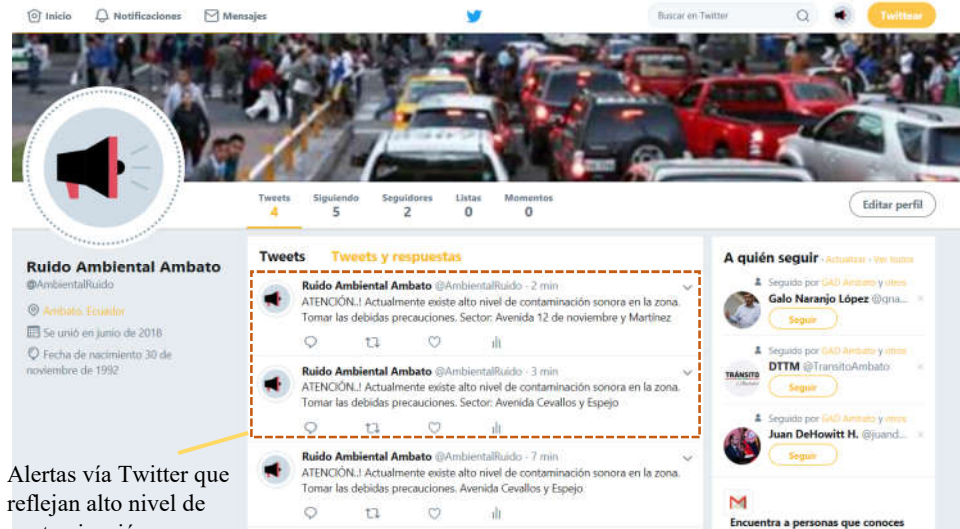 Inicio Notificaciones Mensajes Buscar en Twitter Twittear
Tweets Siguiendo Seguidores Listas Momentos
4 5 2 0 0
Editar perfil
Ruido Ambiental Ambato
@AmbientalRuido
Ambato, Ecuador
Se unió en junio de 2018
Fecha de nacimiento 30 de
noviembre de 1992
Tweets Tweets y respuestas
Ruido Ambiental Ambato @AmbientalRuido · 2 min
ATENCIÓN..! Actualmente existe alto nivel de contaminación sonora en la zona.
Tomar las debidas precauciones. Sector: Avenida 12 de noviembre y Martínez
Ruido Ambiental Ambato @AmbientalRuido · 3 min
ATENCIÓN..! Actualmente existe alto nivel de contaminación sonora en la zona.
Tomar las debidas precauciones. Sector: Avenida Cevallos y Espejo
Ruido Ambiental Ambato @AmbientalRuido · 7 min
ATENCIÓN..! Actualmente existe alto nivel de contaminación sonora en la zona.
Tomar las debidas precauciones. Avenida Cevallos y Espejo
A quién seguir · Actualizar · Ver todos
Seguido por GAD Ambato y otros
Galo Naranjo López @gna...
Seguir
Seguido por GAD Ambato y otros
TRÁNSITO
DTTM @TransitoAmbato
Seguir
Seguido por GAD Ambato y otros
Juan DeHowitt H. @juand...
Seguir
Encuentra a personas que conoces
Alertas vía Twitter que
reflejan alto nivel de